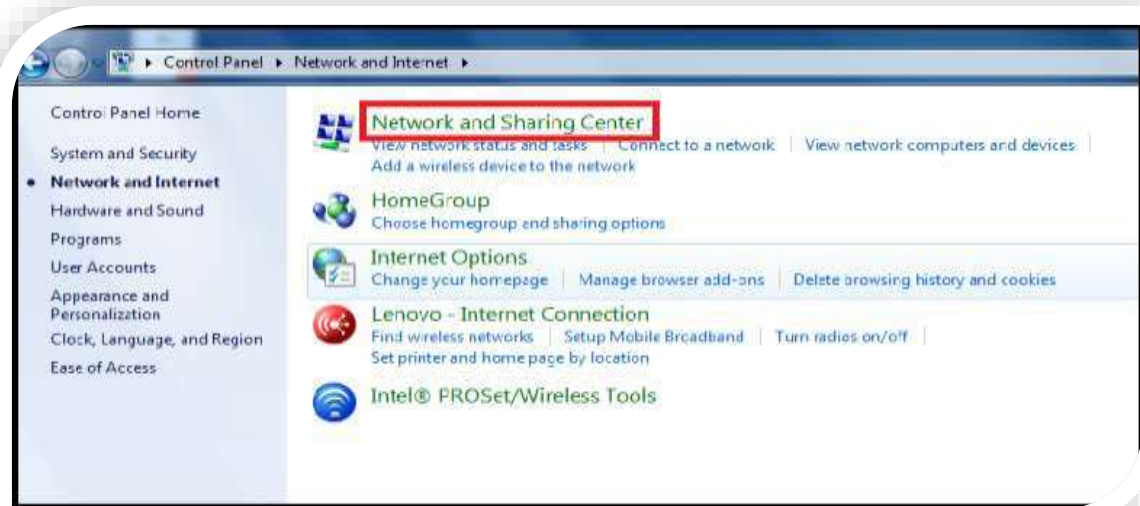 Control Panel Network and Internet
Control Panel Home
System and Security
Network and Internet
Hardware and Sound
Programs
User Accounts
Appearance and
Personalization
Clock, Language, and Region
Ease of Access
Network and Sharing Center
View network status and tasks Connect to a network View network computers and devices
Add a wireless device to the network
HomeGroup
Choose homegroup and sharing options
Internet Options
Change your homepage Manage browser add-ons Delete browsing history and cookies
Lenovo - Internet Connection
Find wireless networks Setup Mobile Broadband Turn radios on/off
Set printer and home page by location
Intel® PROSet/Wireless Tools